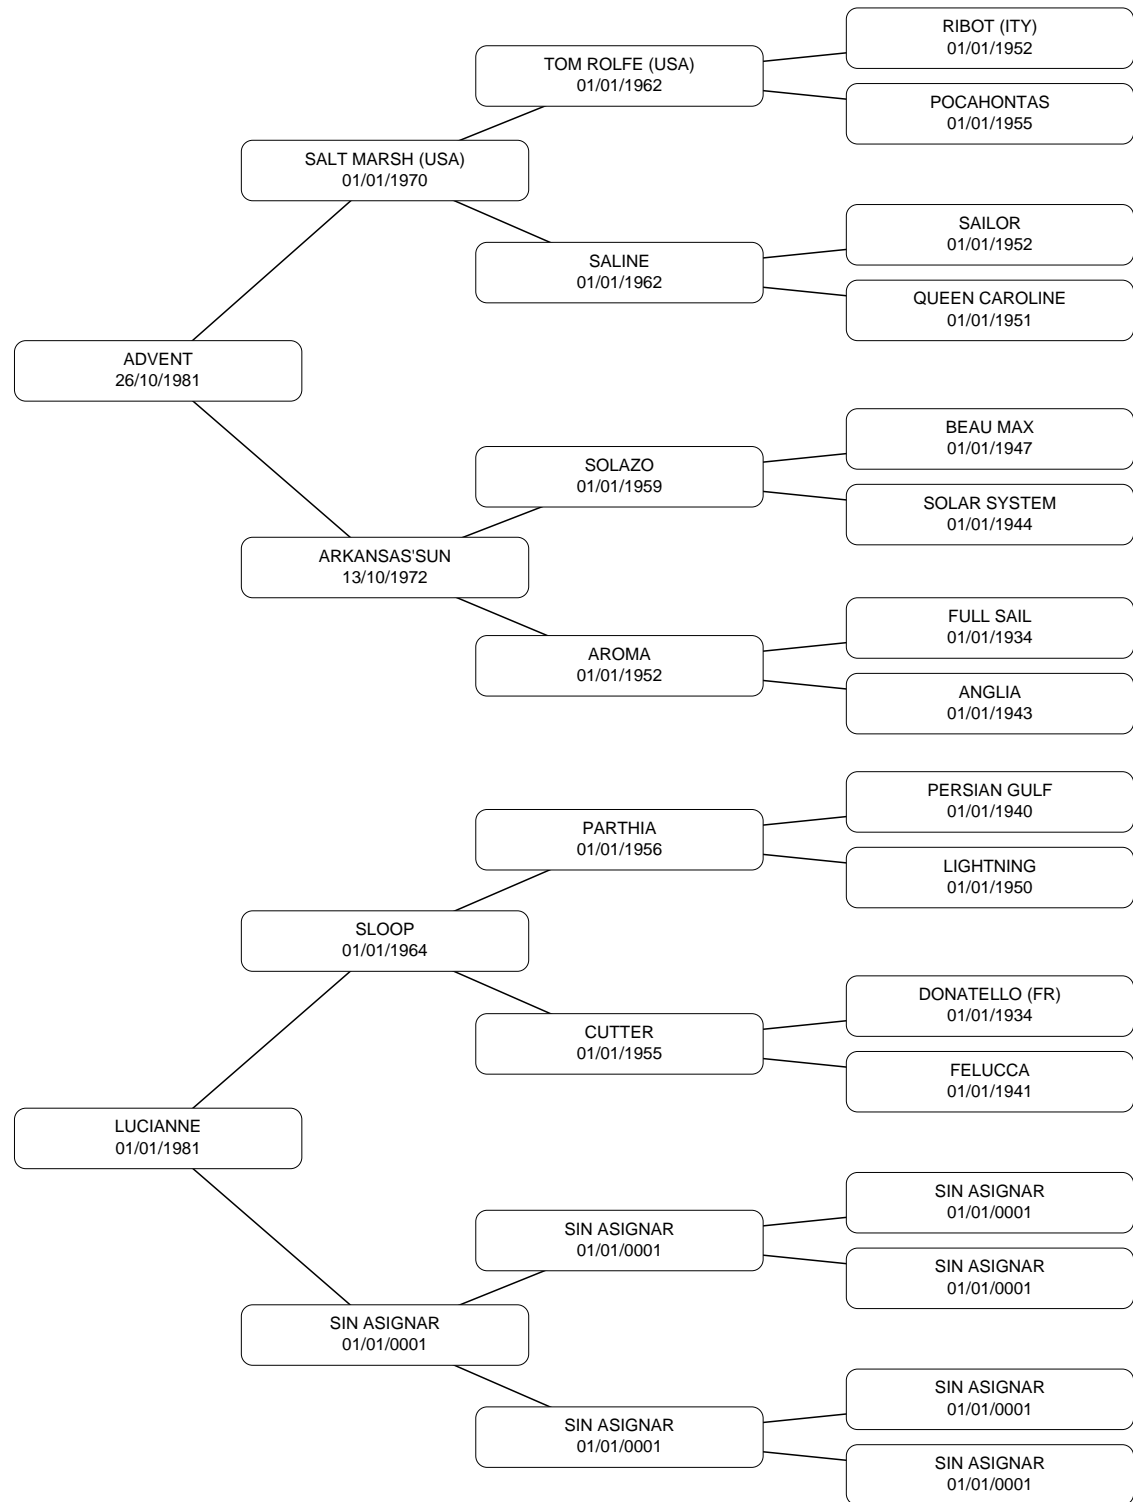 RIBOT (ITY)
01/01/1952
TOM ROLFE (USA)
01/01/1962
POCAHONTAS
01/01/1955
SALT MARSH (USA)
01/01/1970
SAILOR
01/01/1952
SALINE
01/01/1962
QUEEN CAROLINE
01/01/1951
ADVENT
26/10/1981
BEAU MAX
01/01/1947
SOLAZO
01/01/1959
SOLAR SYSTEM
01/01/1944
ARKANSAS'SUN
13/10/1972
FULL SAIL
01/01/1934
AROMA
01/01/1952
ANGLIA
01/01/1943
PERSIAN GULF
01/01/1940
PARTHIA
01/01/1956
LIGHTNING
01/01/1950
SLOOP
01/01/1964
DONATELLO (FR)
01/01/1934
CUTTER
01/01/1955
FELUCCA
01/01/1941
LUCIANNE
01/01/1981
SIN ASIGNAR
01/01/0001
SIN ASIGNAR
01/01/0001
SIN ASIGNAR
01/01/0001
SIN ASIGNAR
01/01/0001
SIN ASIGNAR
01/01/0001
SIN ASIGNAR
01/01/0001
SIN ASIGNAR
01/01/0001